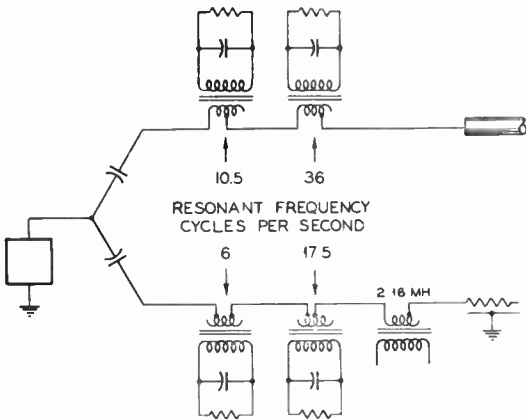 10.5 36
RESONANT FREQUENCY
CYCLES PER SECOND
6 17.5
2.16 MH